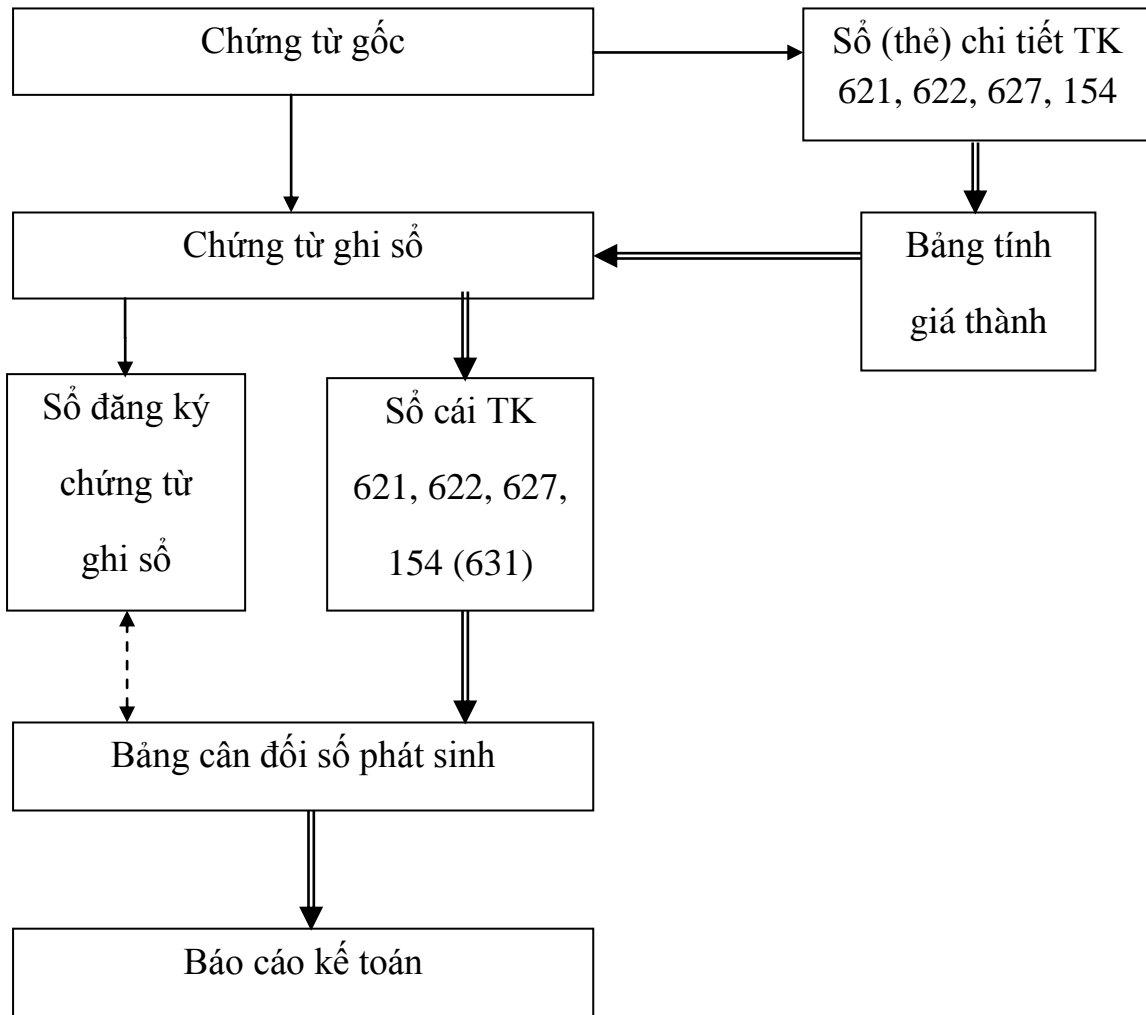 Chứng từ gốc
Sổ (thẻ) chi tiết TK
621, 622, 627, 154
Chứng từ ghi sổ
Bảng tính
giá thành
Sổ đăng ký
chứng từ
ghi sổ
Sổ cái TK
621, 622, 627,
154 (631)
Bảng cân đối số phát sinh
Báo cáo kế toán